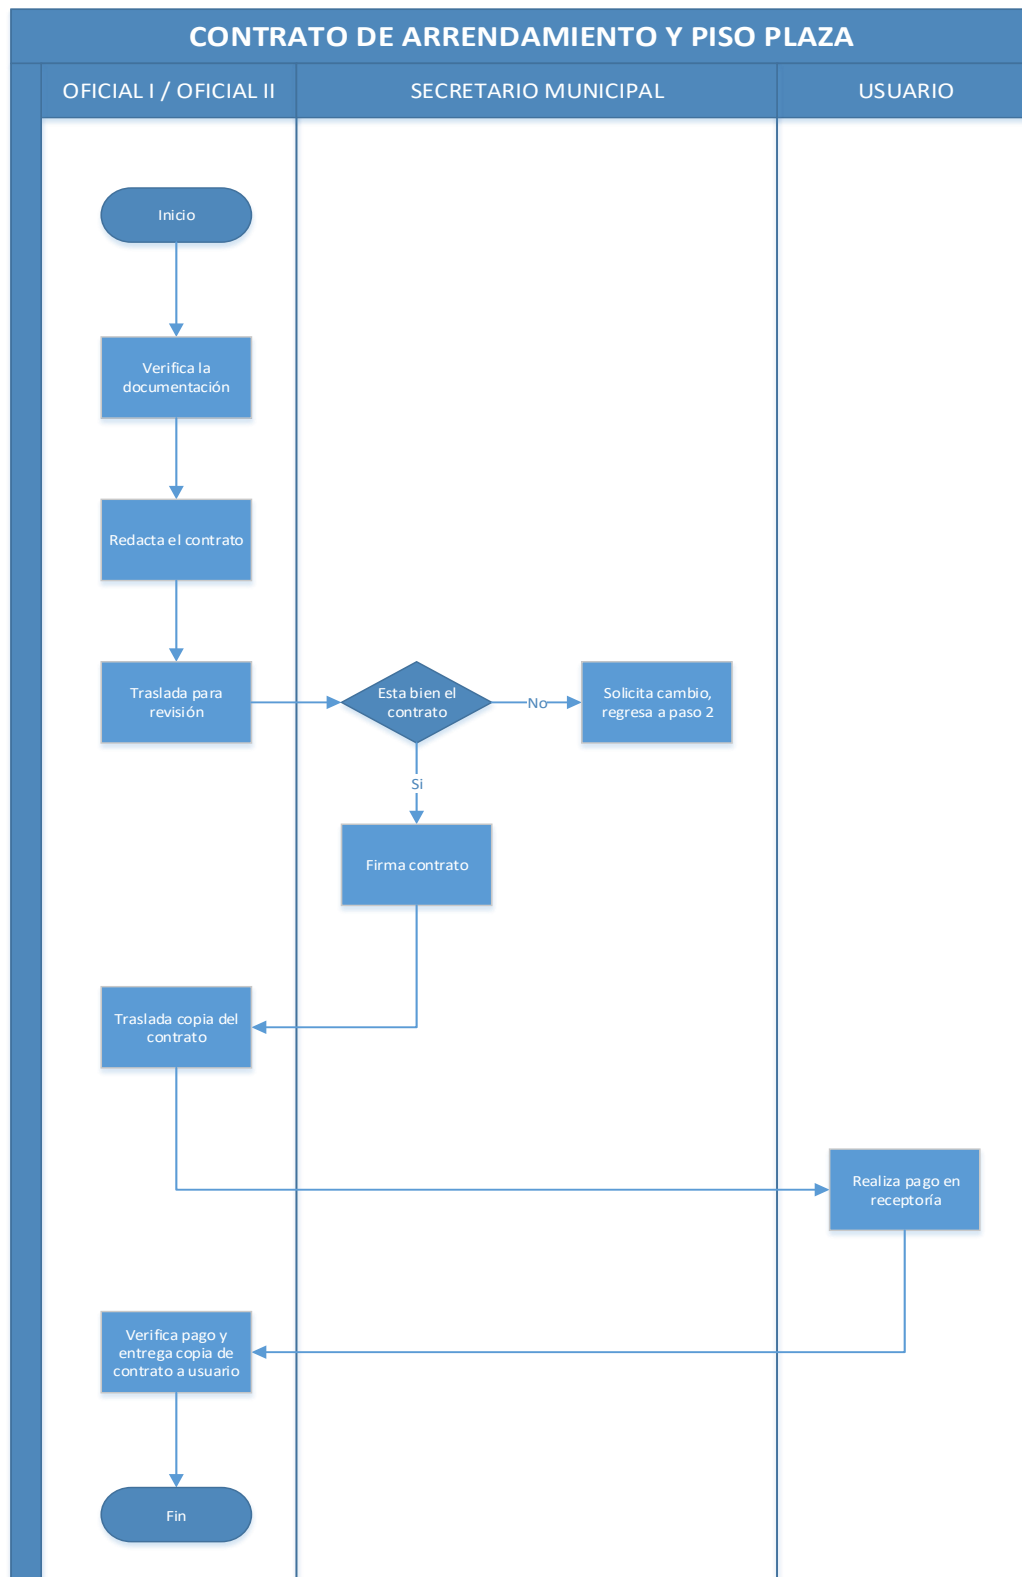 CONTRATO DE ARRENDAMIENTO Y PISO PLAZA
OFICIAL I / OFICIAL II
SECRETARIO MUNICIPAL
USUARIO
Inicio
Verifica la
documentación
Redacta el contrato
Traslada para
revisión
Esta bien el
contrato
No
Solicita cambio,
regresa a paso 2
Si
Firma contrato
Traslada copia del
contrato
Realiza pago en
receptoría
Verifica pago y
entrega copia de
contrato a usuario
Fin